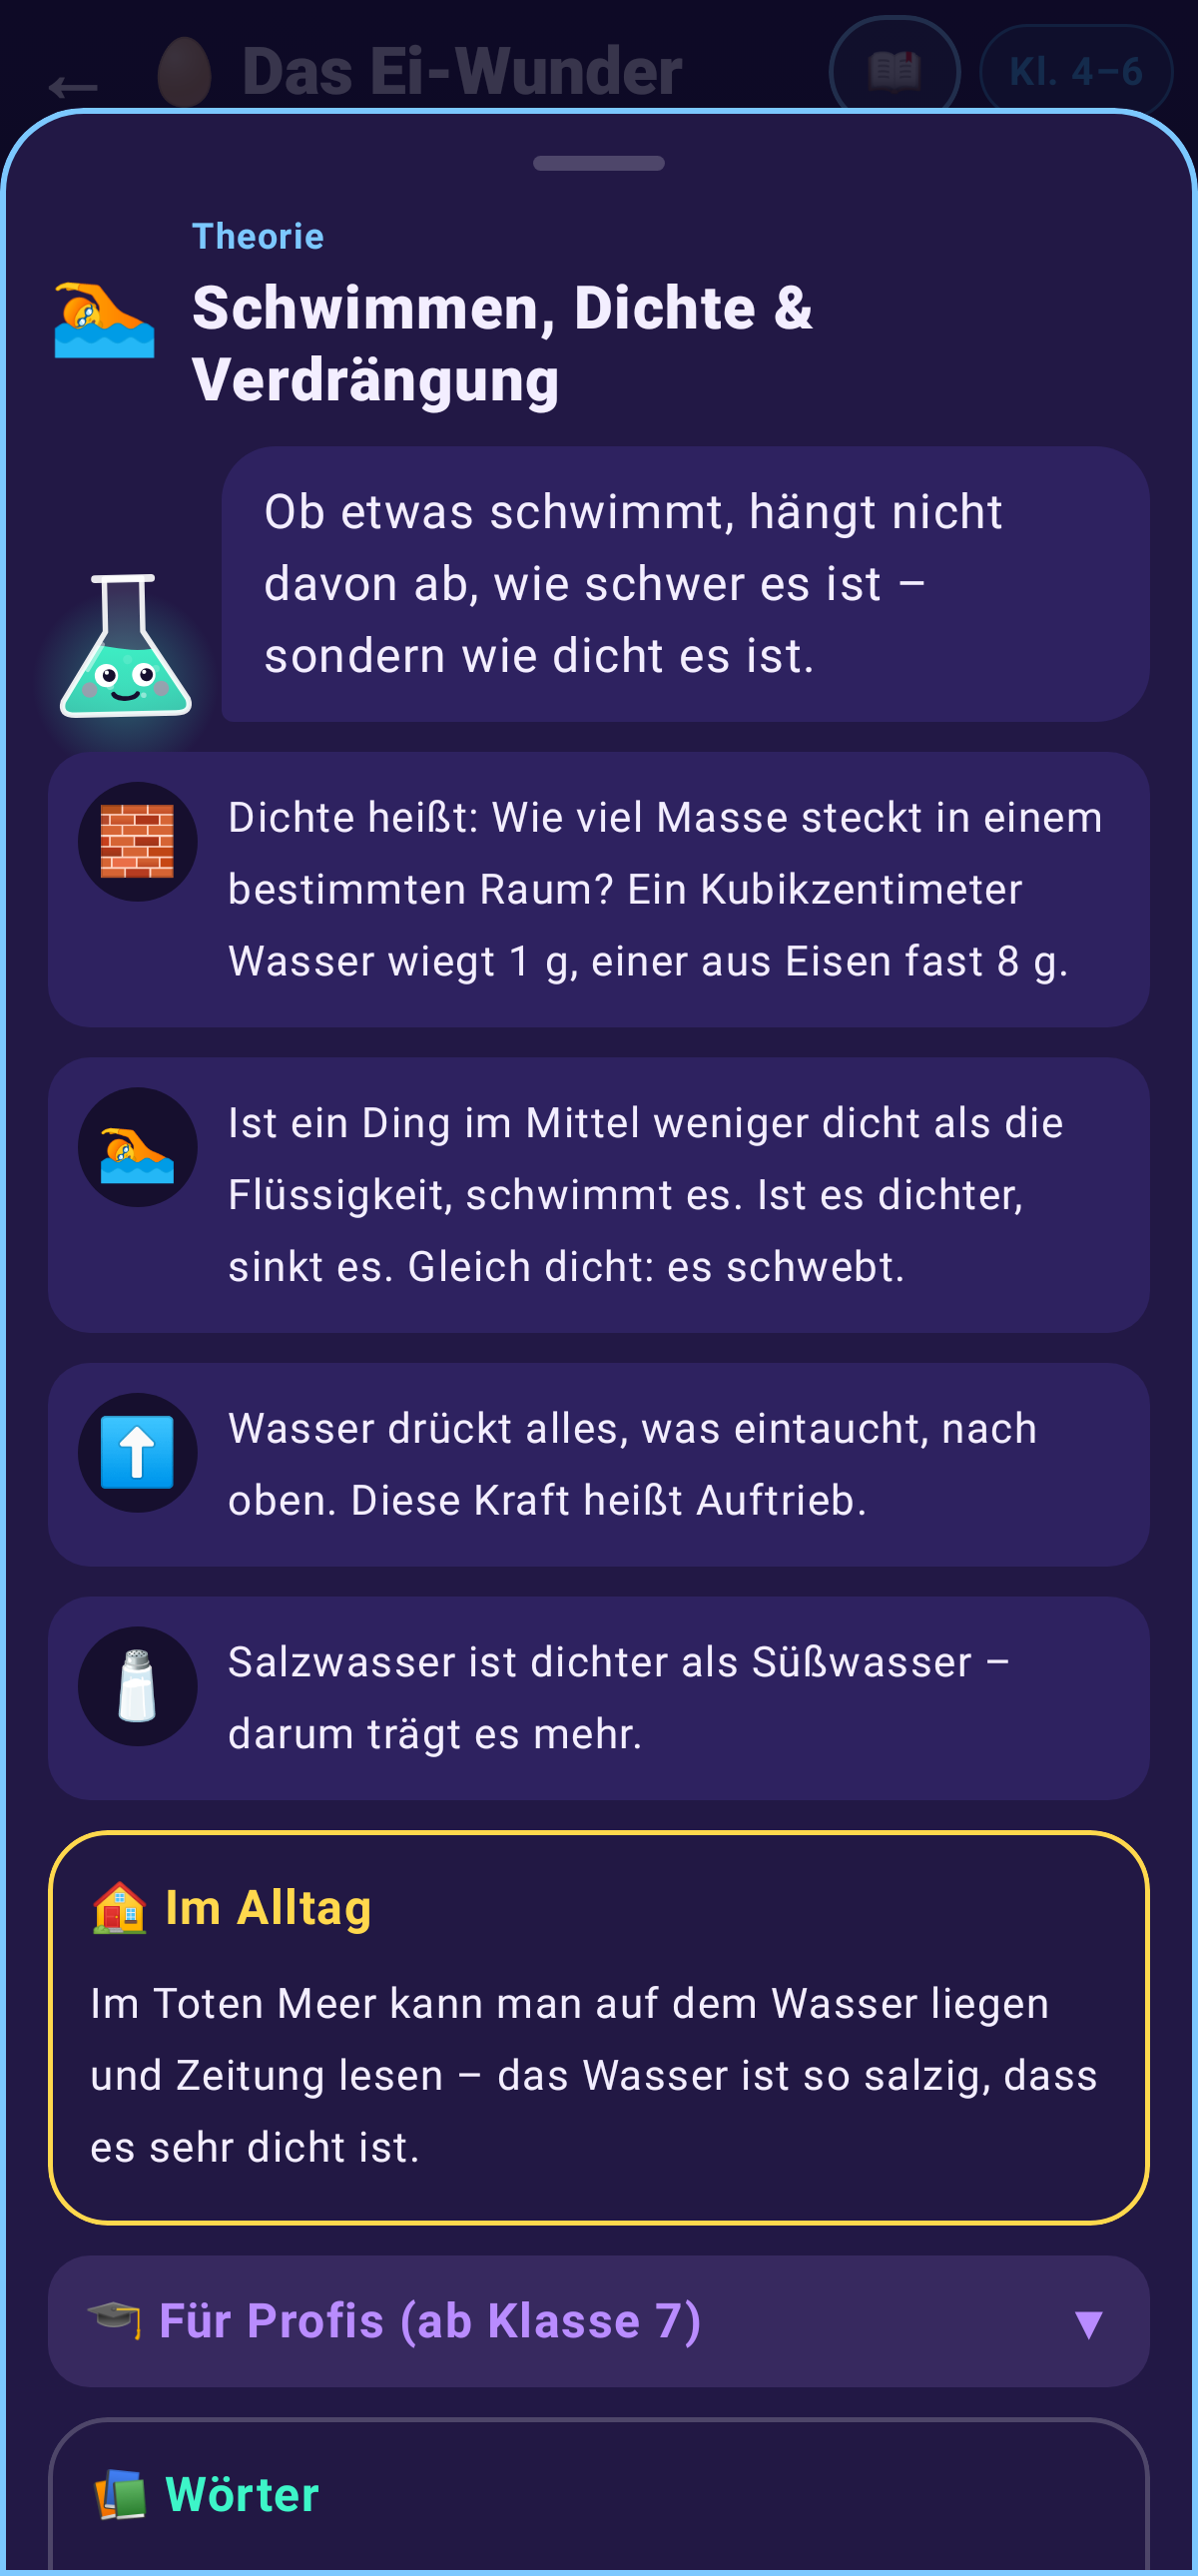 ← Das Ei-Wunder Kl. 4–6
Theorie
Schwimmen, Dichte &
Verdrängung
Ob etwas schwimmt, hängt nicht
davon ab, wie schwer es ist –
sondern wie dicht es ist.
Dichte heißt: Wie viel Masse steckt in einem
bestimmten Raum? Ein Kubikzentimeter
Wasser wiegt 1 g, einer aus Eisen fast 8 g.
Ist ein Ding im Mittel weniger dicht als die
Flüssigkeit, schwimmt es. Ist es dichter,
sinkt es. Gleich dicht: es schwebt.
Wasser drückt alles, was eintaucht, nach
oben. Diese Kraft heißt Auftrieb.
Salzwasser ist dichter als Süßwasser –
darum trägt es mehr.
Im Alltag
Im Toten Meer kann man auf dem Wasser liegen
und Zeitung lesen – das Wasser ist so salzig, dass
es sehr dicht ist.
Für Profis (ab Klasse 7) ▼
Wörter